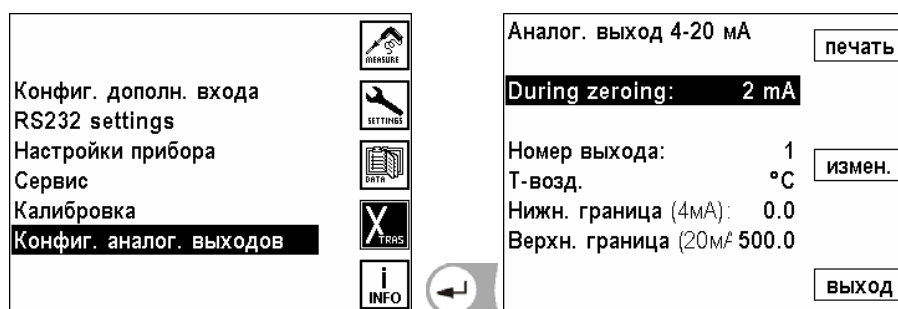 MEASURE
Конфиг. дополн. входа
RS232 settings
SETTINGS
Настройки прибора
Сервис
DATA
Калибровка
Конфиг. аналог. выходов
XTRAS
i
INFO
Аналог. выход 4-20 мА
печать
During zeroing: 2 mA
Номер выхода: 1
измен.
Т-возд. °C
Нижн. граница (4мА): 0.0
Верхн. граница (20мА 500.0
выход